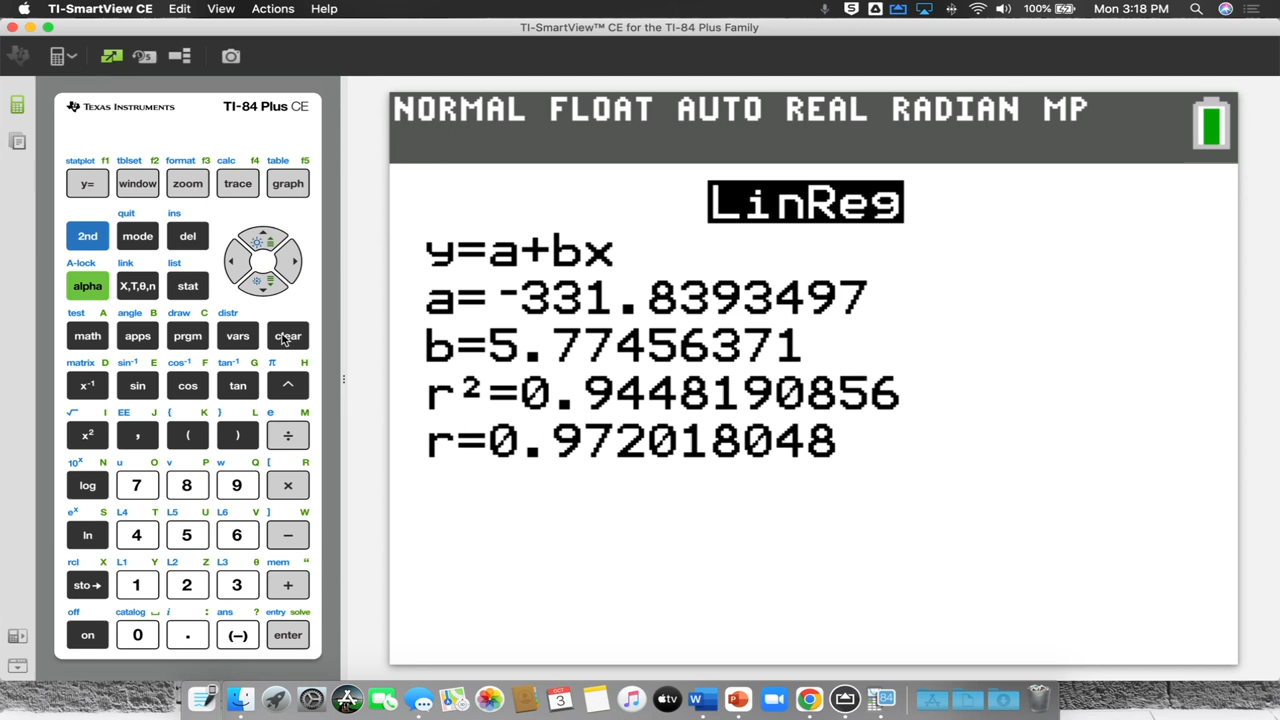 TI-SmartView CE Edit View Actions Help 100% Mon 3:18 PM
TI-SmartView™ CE for the TI-84 Plus Family
TEXAS INSTRUMENTS TI-84 Plus CE
NORMAL FLOAT AUTO REAL RADIAN MP
LinReg
y=a+bx
a=-331.8393497
b=5.77456371
r²=0.9448190856
r=0.972018048
statplot f1 tblset f2 format f3 calc f4 table f5
y= window zoom trace graph
quit ins
2nd mode del
A-lock link list
alpha X,T,θ,n stat
test A angle B draw C distr
math apps prgm vars clear
matrix D sin⁻¹ E cos⁻¹ F tan⁻¹ G π H
x⁻¹ sin cos tan ^
√ I EE J { K } L e M
x² , ( ) ÷
10ˣ N u O v P w Q [ R
log 7 8 9 ×
eˣ S L4 T L5 U L6 V ] W
ln 4 5 6 −
rcl X L1 Y L2 Z L3 θ mem “
sto→ 1 2 3 +
off catalog i : ans ? entry solve
on 0 . (−) enter
OCT
3
tv
W
P
84